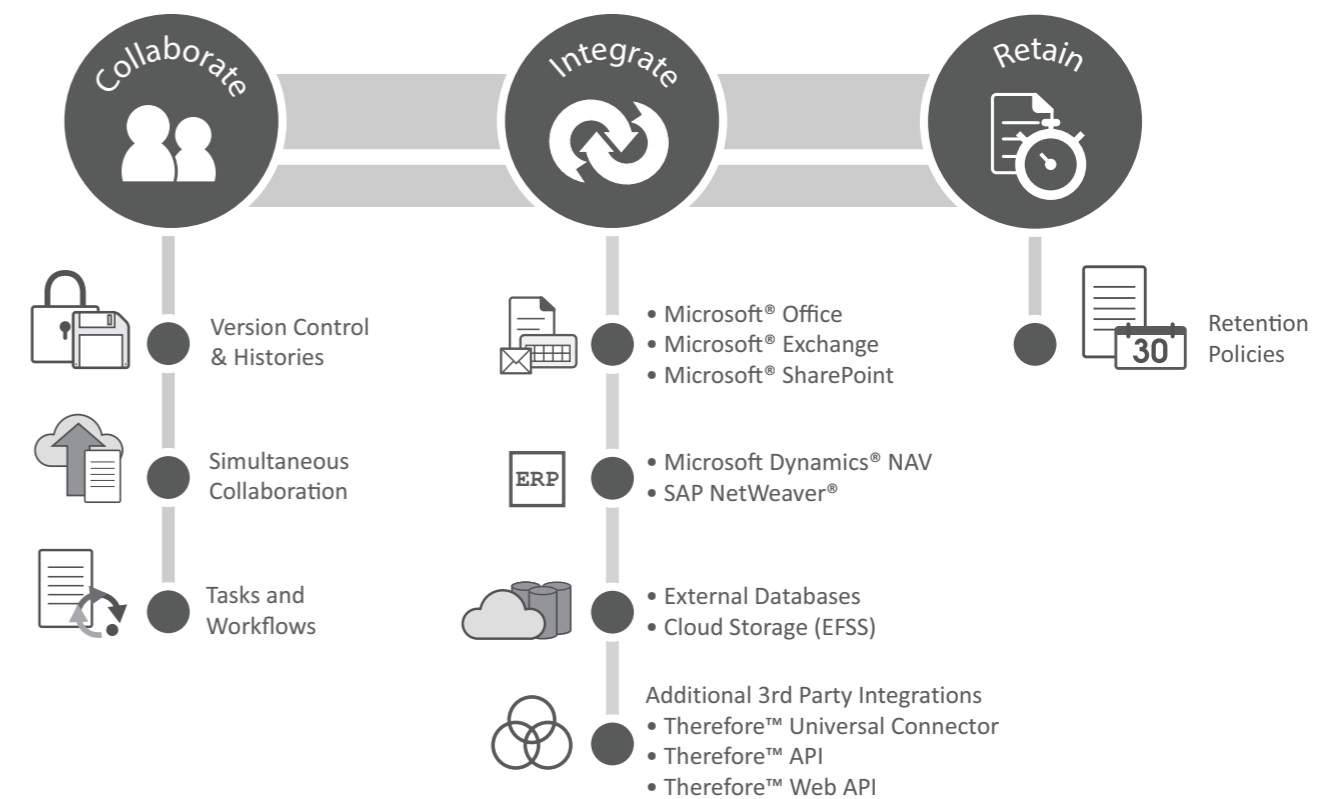 Collaborate
Version Control
& Histories
Simultaneous
Collaboration
Tasks and
Workflows
Integrate
• Microsoft® Office
• Microsoft® Exchange
• Microsoft® SharePoint
ERP
• Microsoft Dynamics® NAV
• SAP NetWeaver®
• External Databases
• Cloud Storage (EFSS)
Additional 3rd Party Integrations
• Therefore™ Universal Connector
• Therefore™ API
• Therefore™ Web API
Retain
30
Retention
Policies